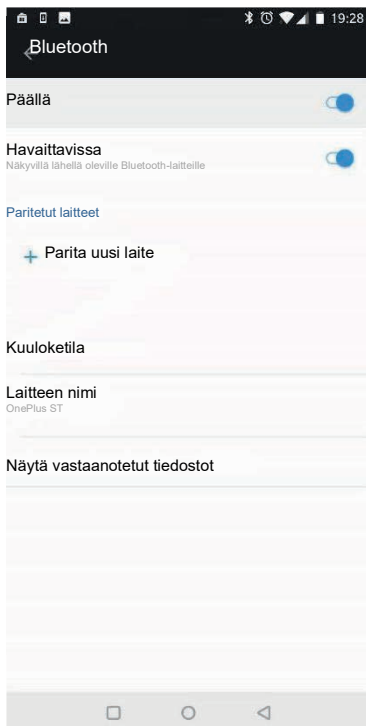 19:28
Bluetooth
Päällä
Havaittavissa
Näkyvillä lähellä oleville Bluetooth-laitteille
Paritetut laitteet
+ Parita uusi laite
Kuuloketila
Laitteen nimi
OnePlus ST
Näytä vastaanotetut tiedostot